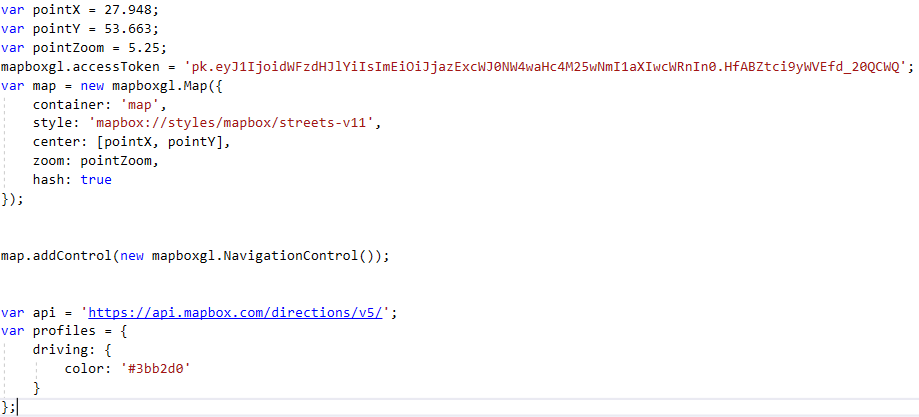 var pointX = 27.948;
var pointY = 53.663;
var pointZoom = 5.25;
mapboxgl.accessToken = 'pk.eyJ1IjoidWFzdHJlYiIsImEiOiJjazExcWJ0NW4waHc4M25wNmI1aXIwcWRnIn0.HfABZtci9yWVEfd_20QCWQ';
var map = new mapboxgl.Map({
    container: 'map',
    style: 'mapbox://styles/mapbox/streets-v11',
    center: [pointX, pointY],
    zoom: pointZoom,
    hash: true
});
map.addControl(new mapboxgl.NavigationControl());
var api = 'https://api.mapbox.com/directions/v5/';
var profiles = {
    driving: {
        color: '#3bb2d0'
    }
};